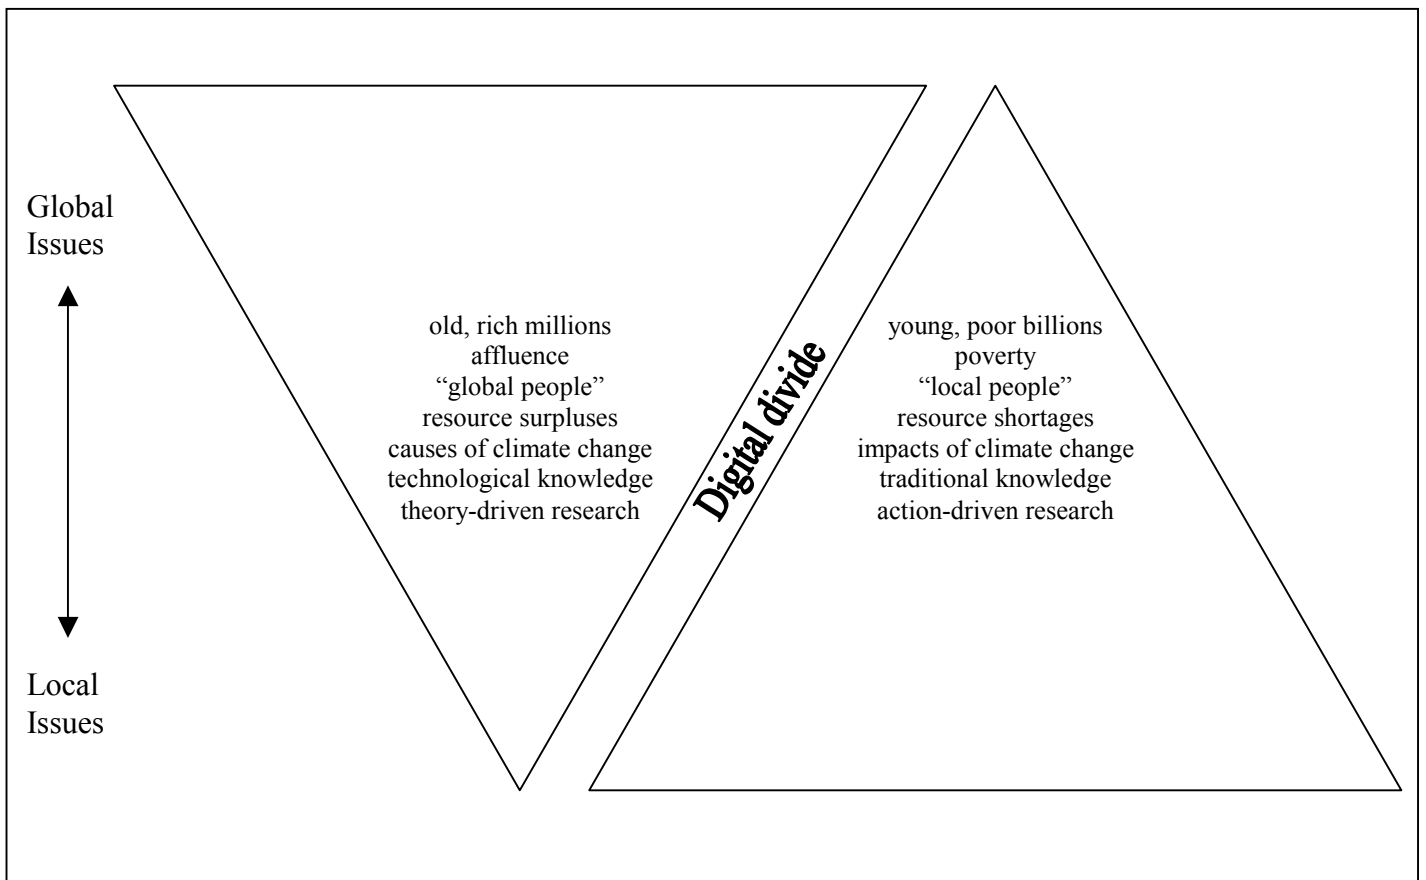 Global
Issues
old, rich millions
affluence
“global people”
resource surpluses
causes of climate change
technological knowledge
theory-driven research
Digital divide
young, poor billions
poverty
“local people”
resource shortages
impacts of climate change
traditional knowledge
action-driven research
Local
Issues